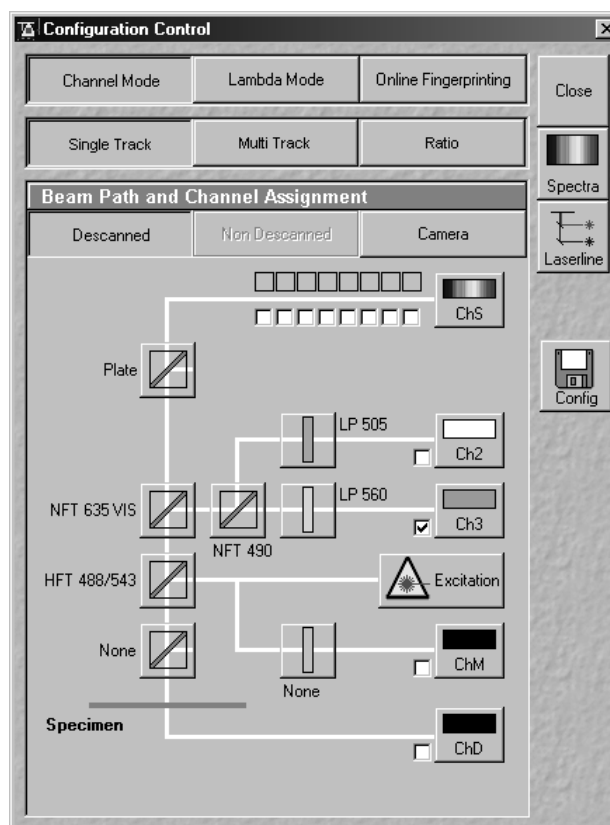 Configuration Control
Channel Mode
Lambda Mode
Online Fingerprinting
Close
Single Track
Multi Track
Ratio
Spectra
Beam Path and Channel Assignment
Descanned
Non Descanned
Camera
Laserline
ChS
Plate
Config
LP 505
Ch2
LP 560
NFT 635 VIS
Ch3
NFT 490
HFT 488/543
Excitation
None
ChM
None
Specimen
ChD